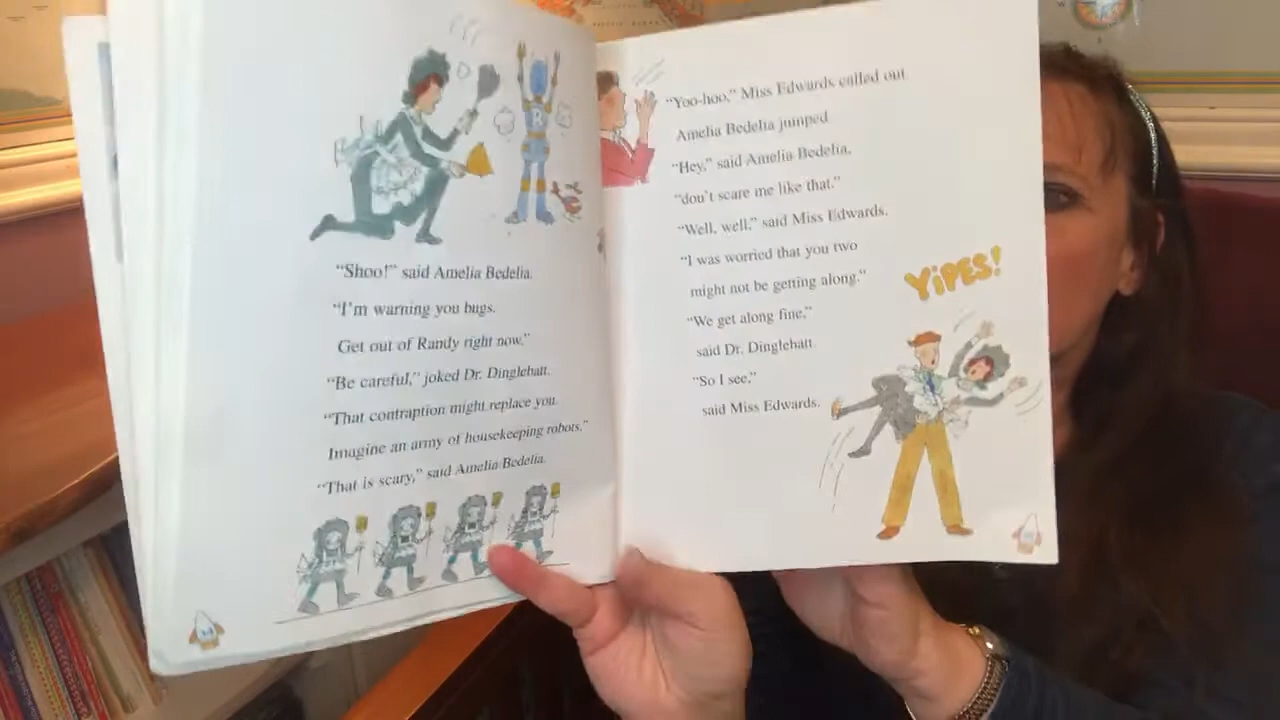 R
"Shoo!" said Amelia Bedelia.
"I'm warning you bugs.
Get out of Randy right now."
"Be careful," joked Dr. Dinglebatt.
"That contraption might replace you.
Imagine an army of housekeeping robots."
"That is scary," said Amelia Bedelia.
"Yoo-hoo," Miss Edwards called out.
Amelia Bedelia jumped.
"Hey," said Amelia Bedelia,
"don't scare me like that."
"Well, well," said Miss Edwards.
"I was worried that you two
might not be getting along."
"We get along fine,"
said Dr. Dinglebatt.
"So I see,"
said Miss Edwards.
YiPES!